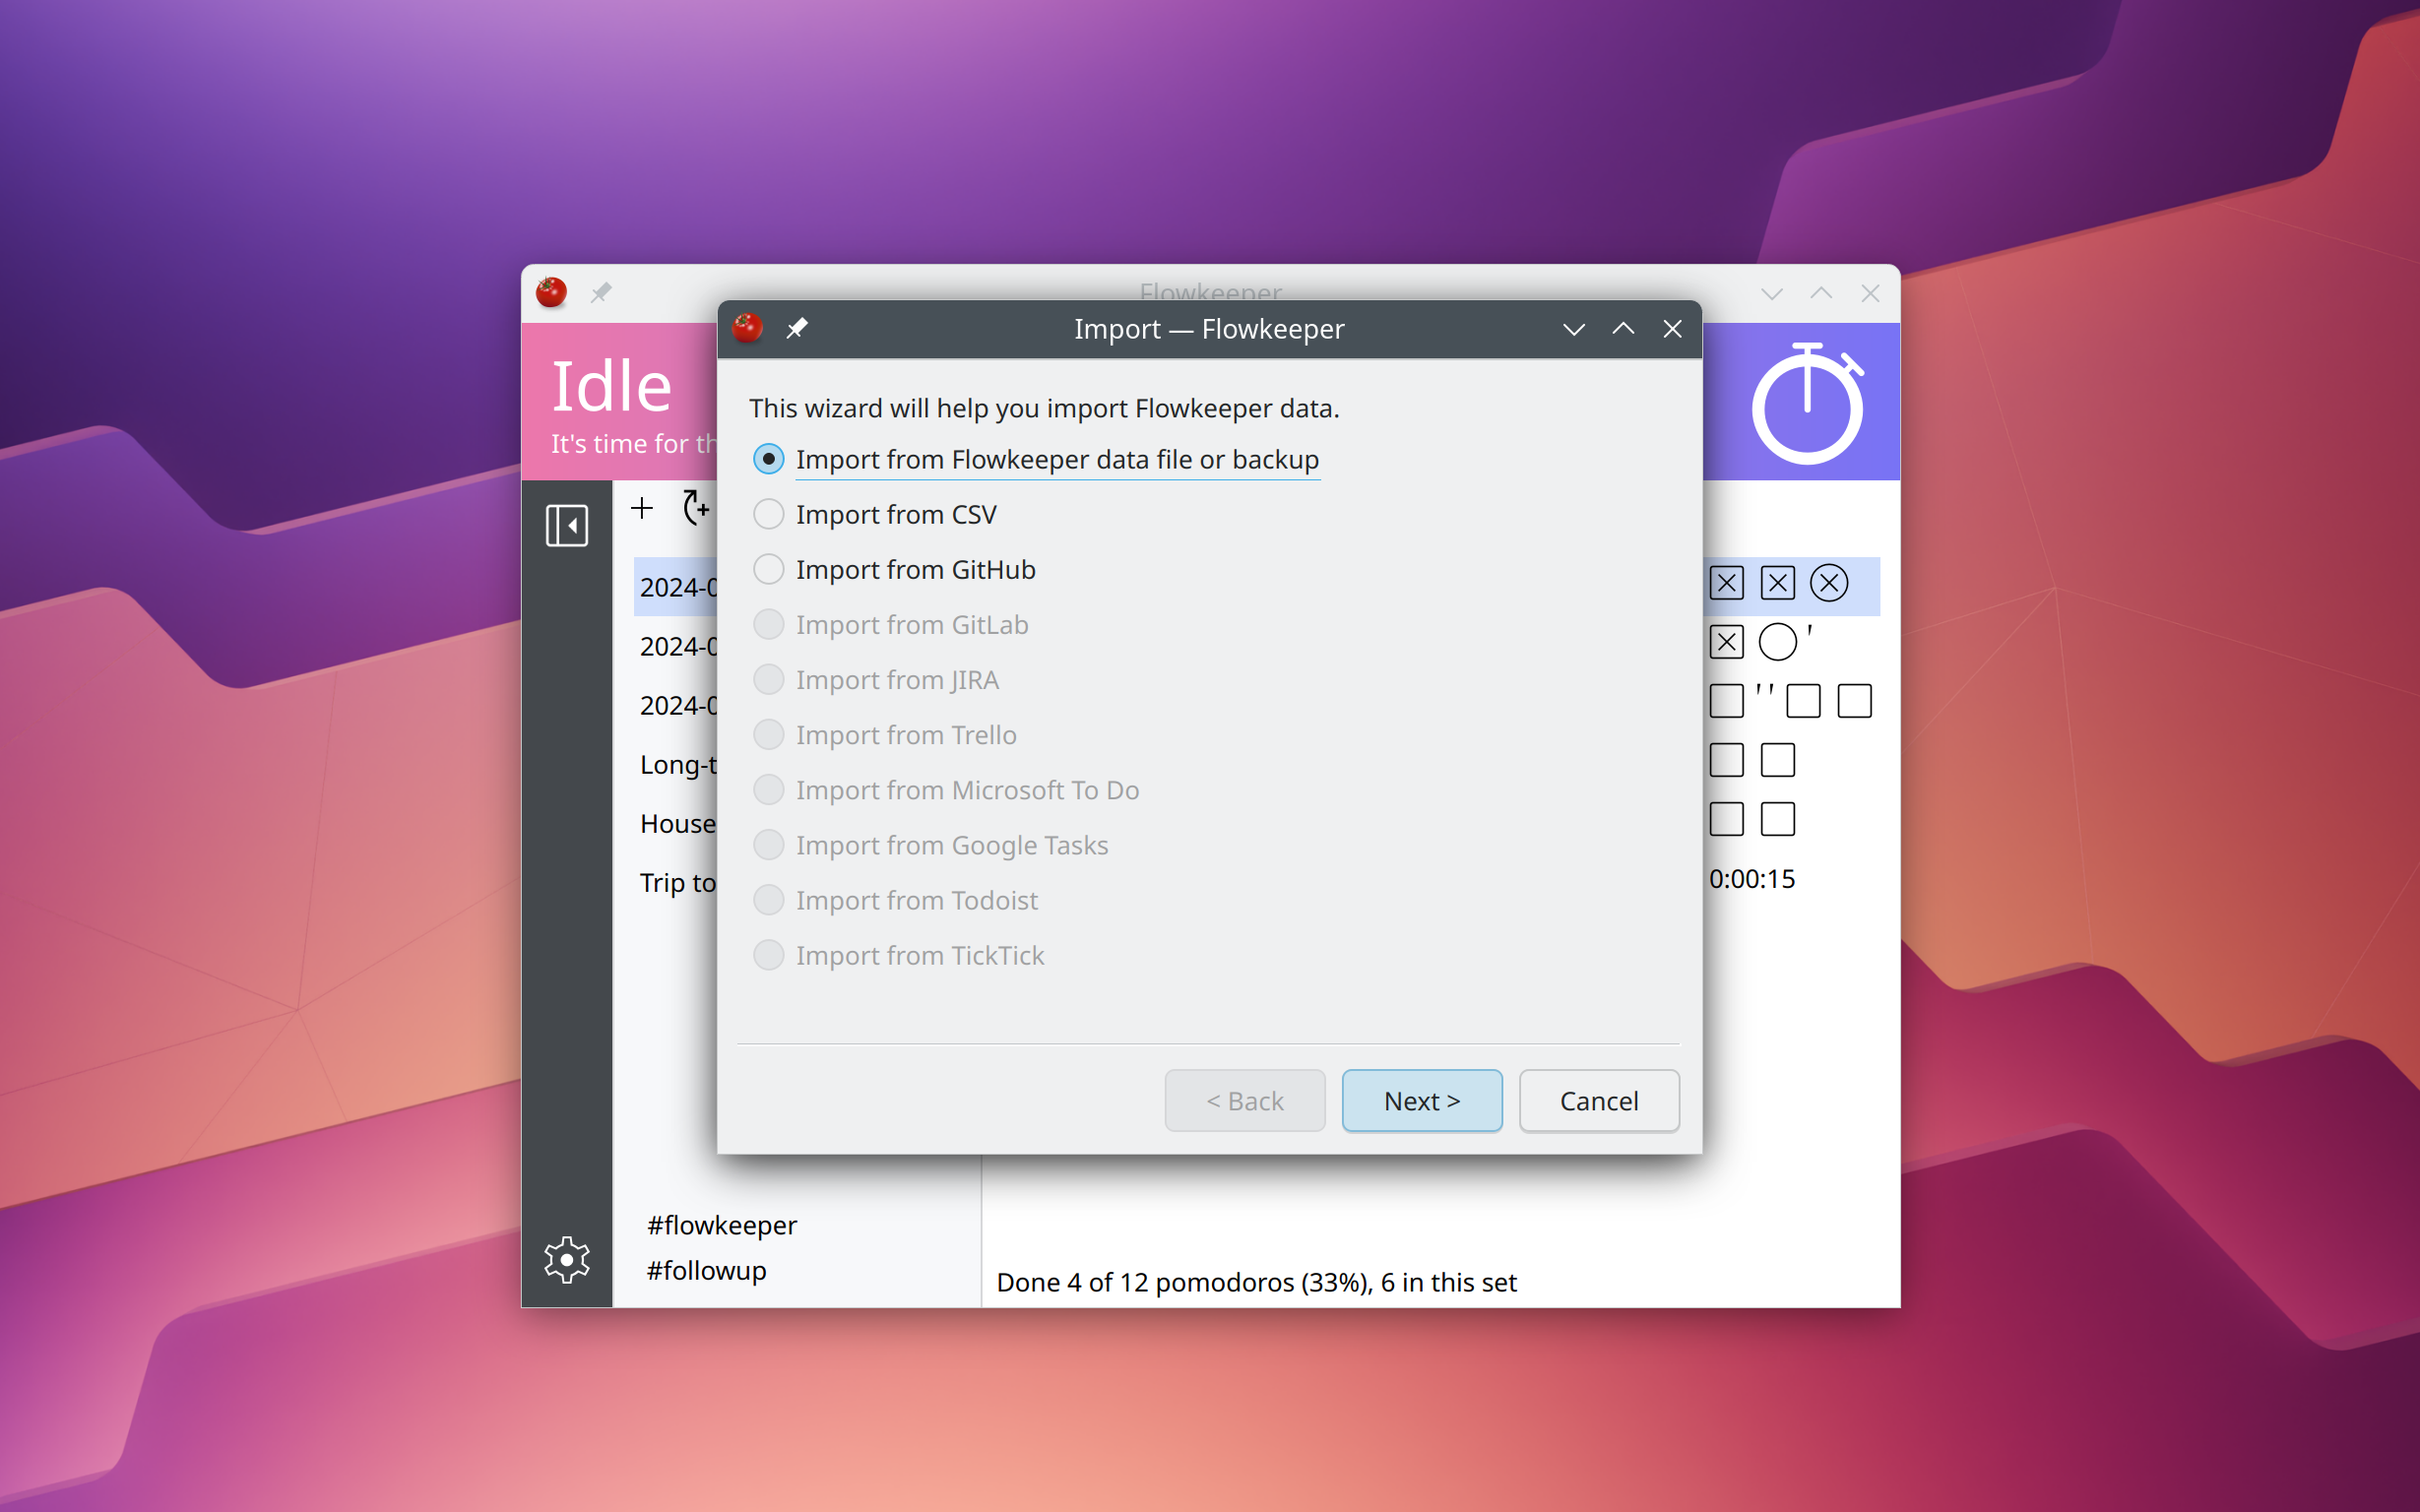 Flowkeeper
Import — Flowkeeper
Idle
It's time for th
This wizard will help you import Flowkeeper data.
Import from Flowkeeper data file or backup
Import from CSV
Import from GitHub
Import from GitLab
Import from JIRA
Import from Trello
Import from Microsoft To Do
Import from Google Tasks
Import from Todoist
Import from TickTick
< Back
Next >
Cancel
2024-0
2024-0
2024-0
Long-t
House
Trip to
0:00:15
#flowkeeper
#followup
Done 4 of 12 pomodoros (33%), 6 in this set